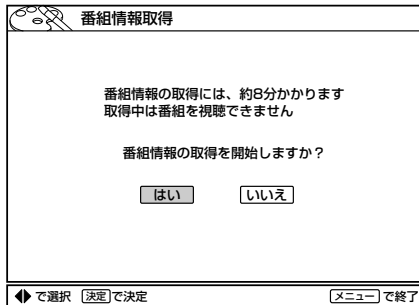 番組情報取得
番組情報の取得には、約8分かかります
取得中は番組を視聴できません
番組情報の取得を開始しますか？
はい いいえ
で選択 決定で決定 メニューで終了